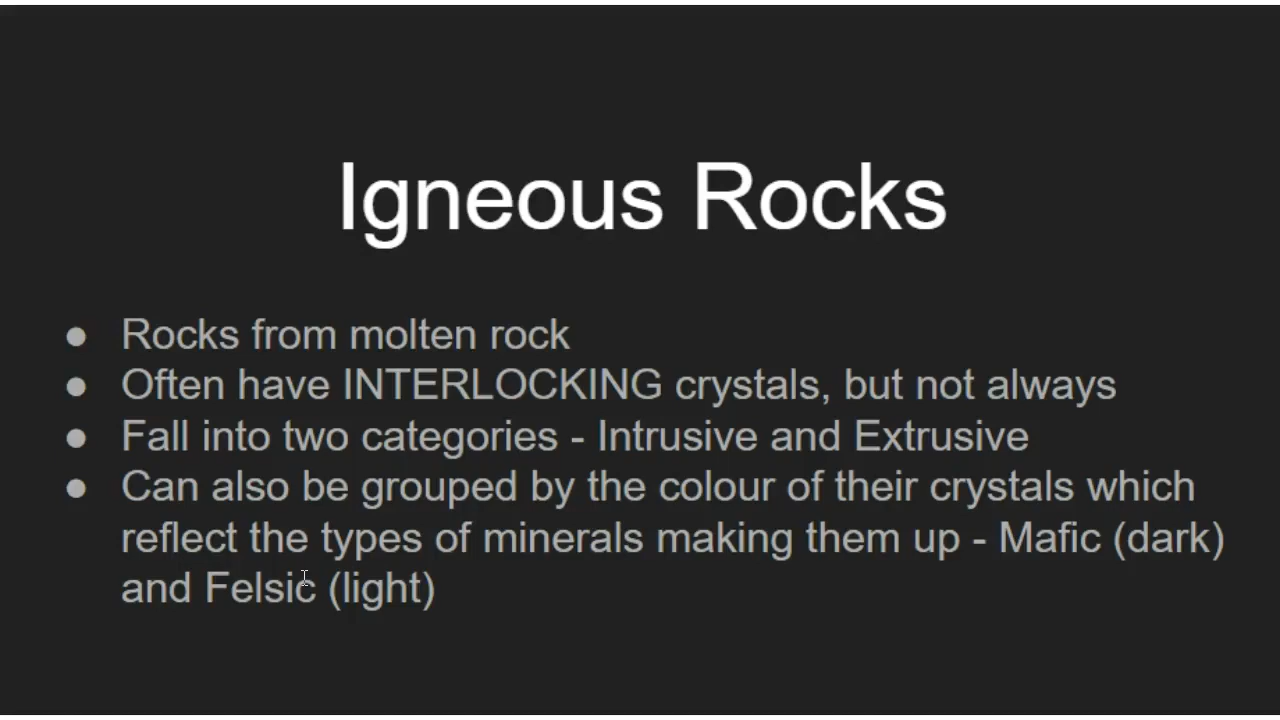 Igneous Rocks
● Rocks from molten rock
● Often have INTERLOCKING crystals, but not always
● Fall into two categories - Intrusive and Extrusive
● Can also be grouped by the colour of their crystals which
reflect the types of minerals making them up - Mafic (dark)
and Felsic (light)